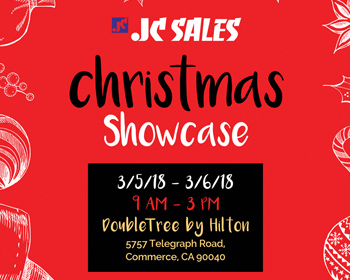 JC JC SALES
christmas
Showcase
3/5/18 - 3/6/18
9 AM - 3 PM
DoubleTree by Hilton
5757 Telegraph Road,
Commerce, CA 90040